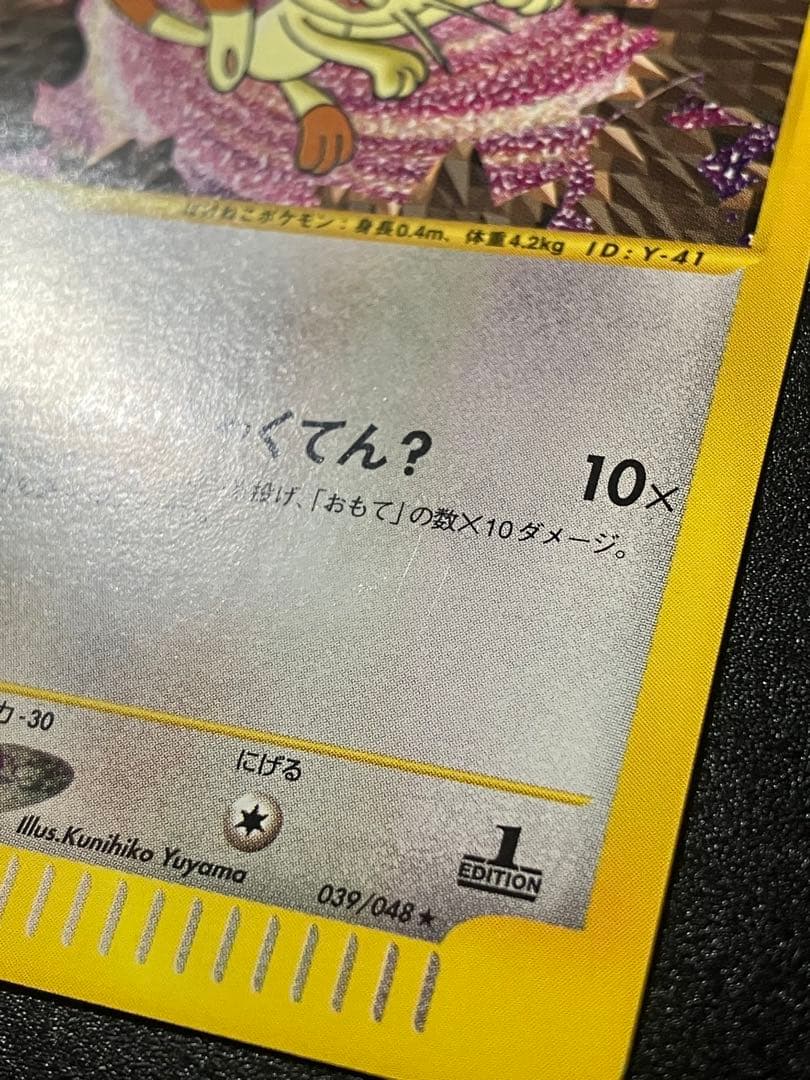 ばけねこポケモン：身長0.4m、体重4.2kg ID：Y-41
くてん？
10×
投げ、「おもて」の数×10ダメージ。
-30
にげる
Illus.Kunihiko Yuyama
039/048★
1
EDITION